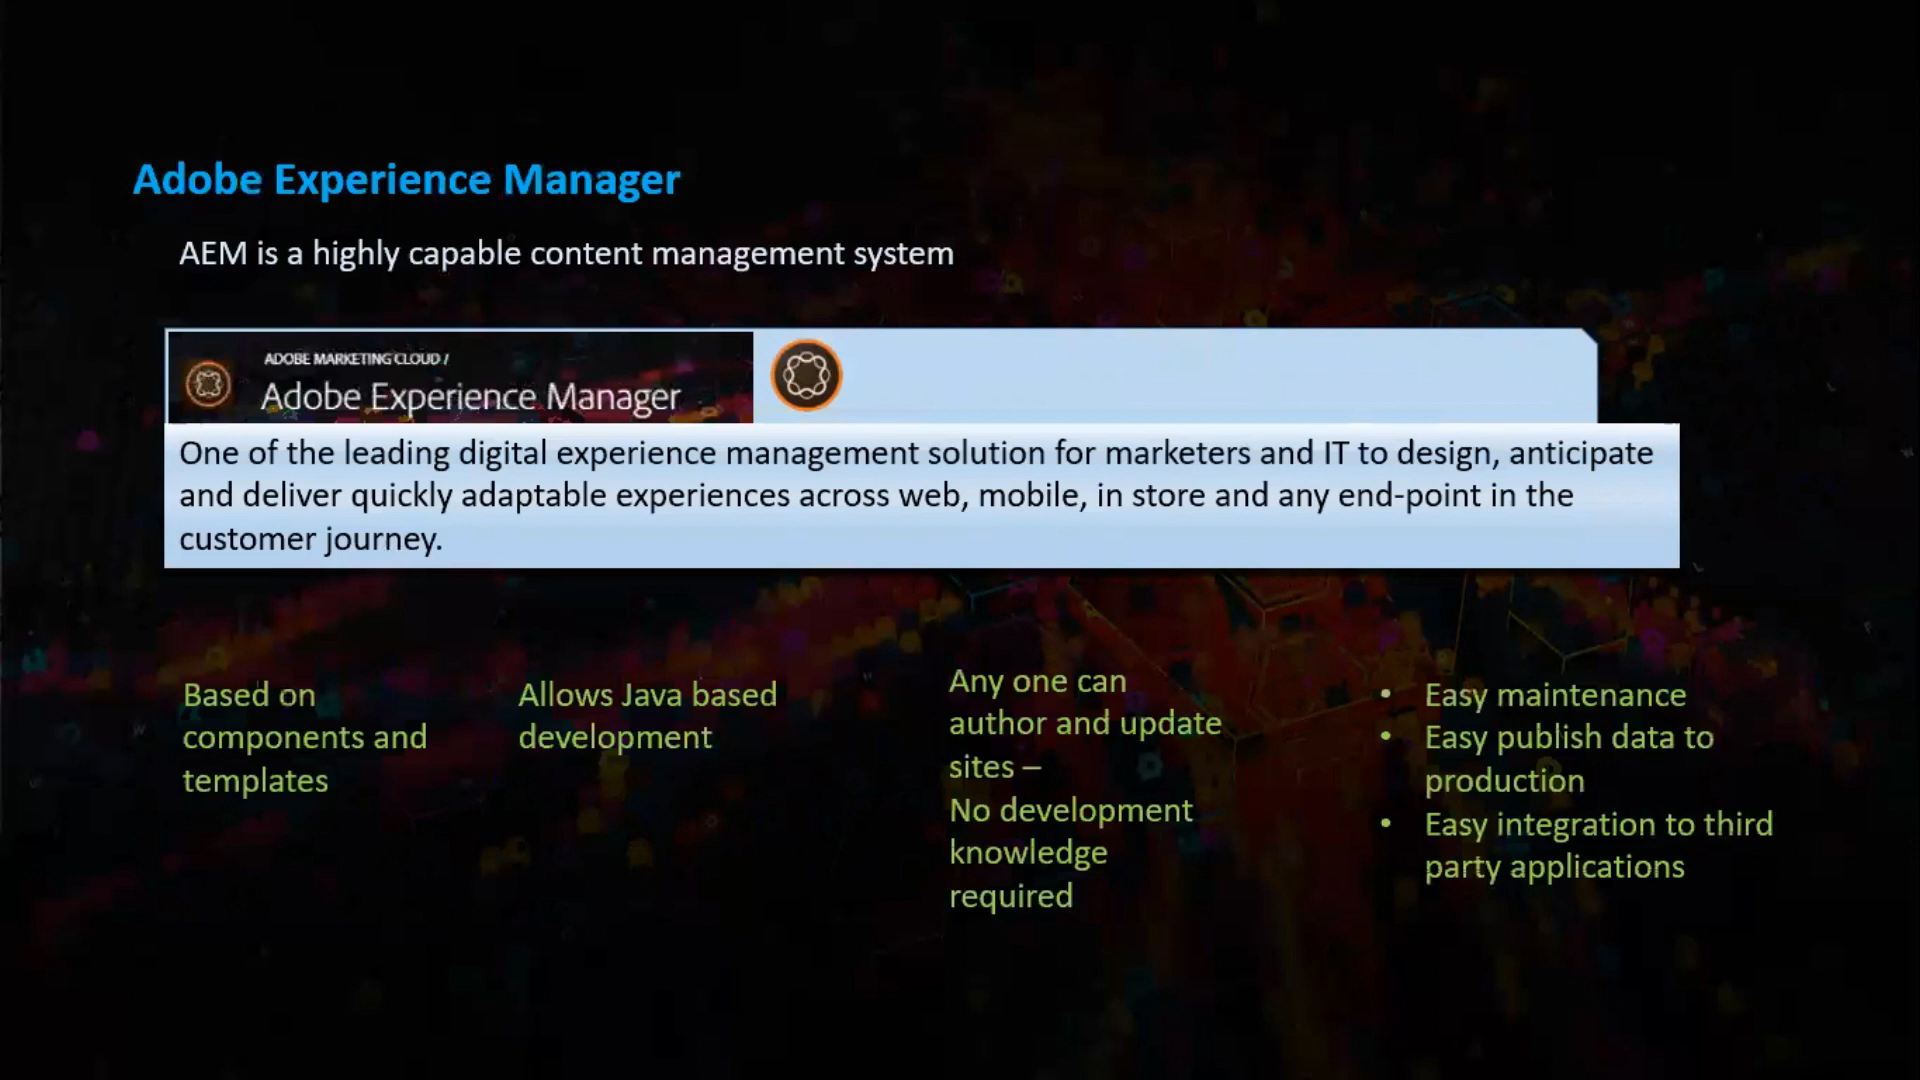 Adobe Experience Manager
AEM is a highly capable content management system
ADOBE MARKETING CLOUD /
Adobe Experience Manager
One of the leading digital experience management solution for marketers and IT to design, anticipate
and deliver quickly adaptable experiences across web, mobile, in store and any end-point in the
customer journey.
Based on
components and
templates
Allows Java based
development
Any one can
author and update
sites –
No development
knowledge
required
• Easy maintenance
• Easy publish data to
production
• Easy integration to third
party applications